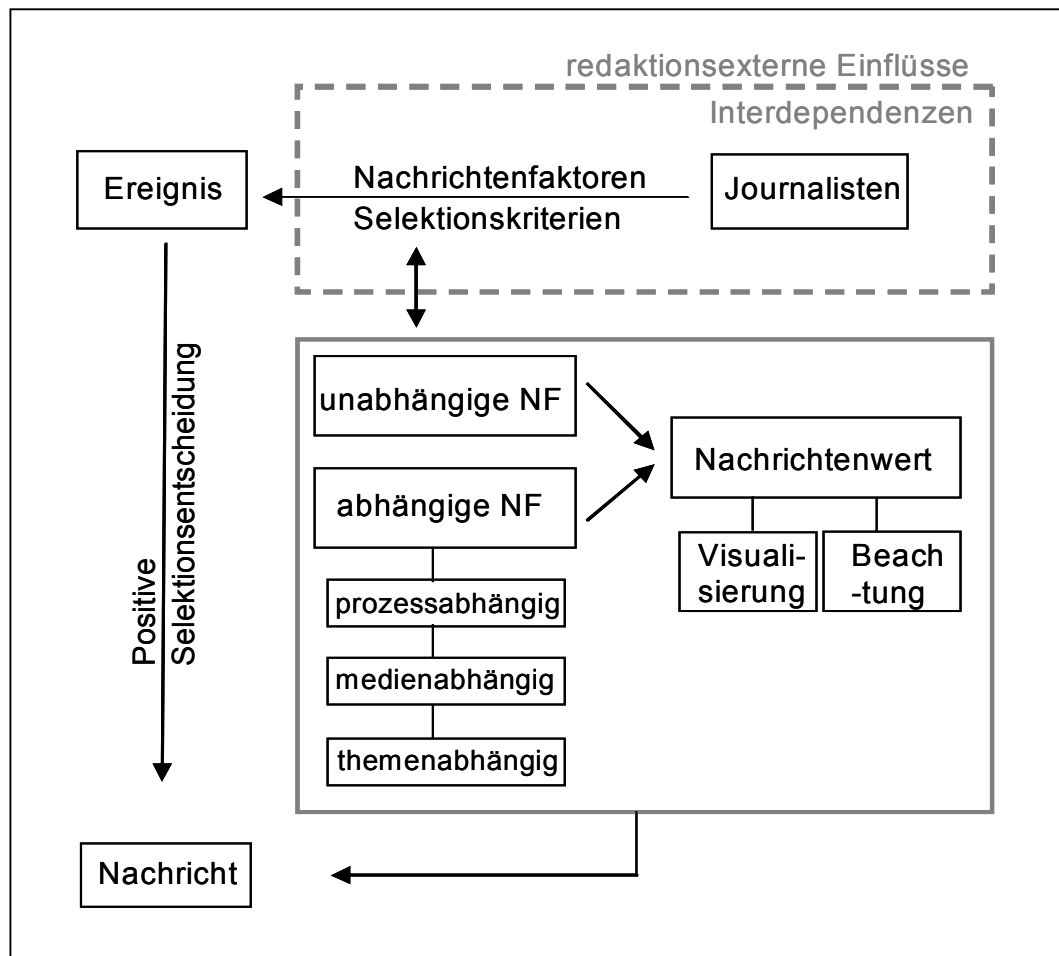 redaktionsexterne Einflüsse
Interdependenzen
Ereignis
Nachrichtenfaktoren
Selektionskriterien
Journalisten
Positive
Selektionsentscheidung
unabhängige NF
abhängige NF
prozessabhängig
medienabhängig
themenabhängig
Nachrichtenwert
Visuali-
sierung
Beach
-tung
Nachricht